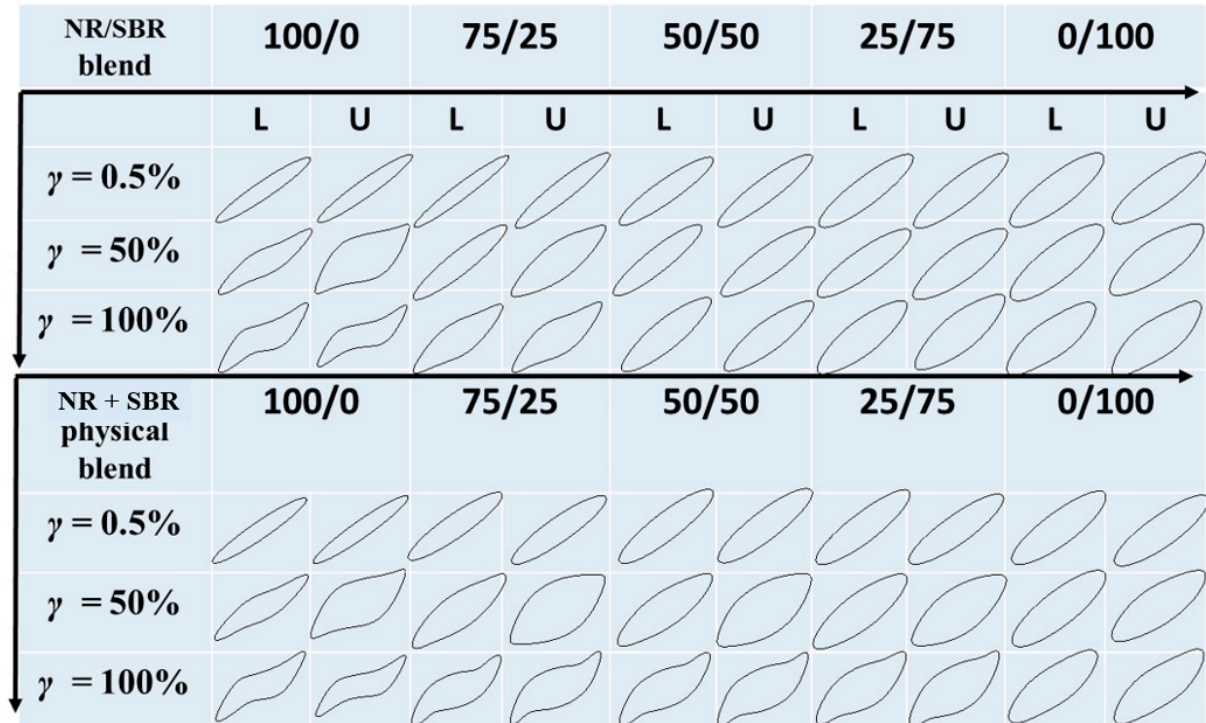 NR/SBR 100/0 75/25 50/50 25/75 0/100
blend
L U L U L U L U L U
γ = 0.5%
γ = 50%
γ = 100%
NR + SBR 100/0 75/25 50/50 25/75 0/100
physical
blend
γ = 0.5%
γ = 50%
γ = 100%